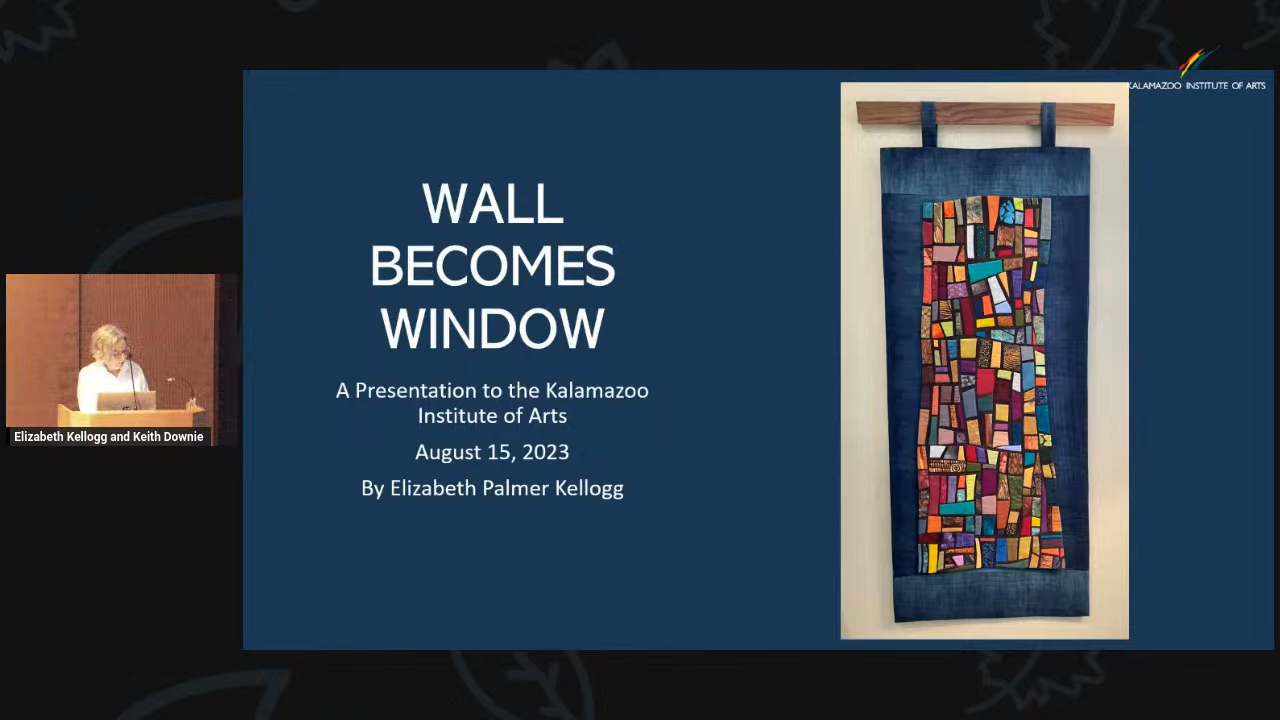 KALAMAZOO INSTITUTE OF ARTS
WALL
BECOMES
WINDOW
A Presentation to the Kalamazoo
Institute of Arts
August 15, 2023
By Elizabeth Palmer Kellogg
Elizabeth Kellogg and Keith Downie